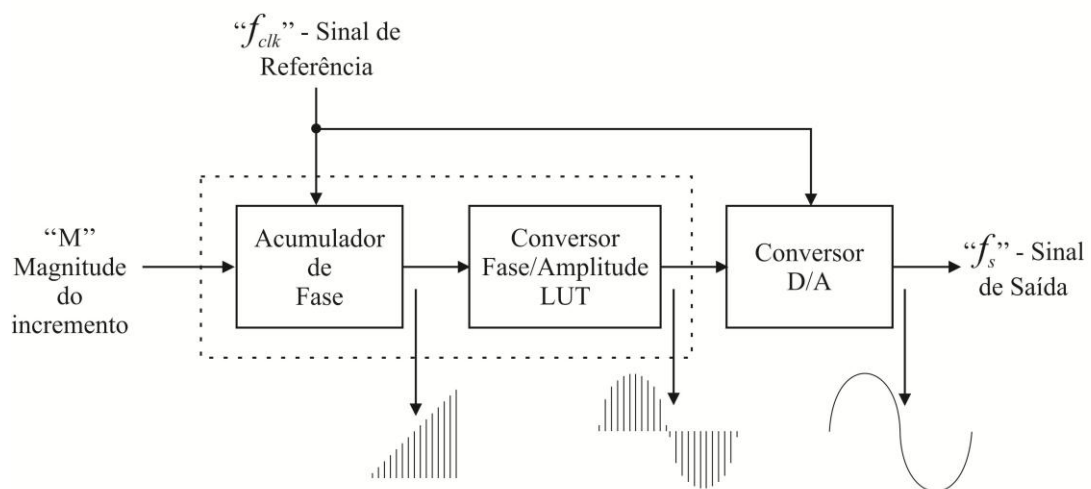 “f_clk” - Sinal de
Referência
“M”
Magnitude
do
incremento
Acumulador
de
Fase
Conversor
Fase/Amplitude
LUT
Conversor
D/A
“f_s” - Sinal
de Saída